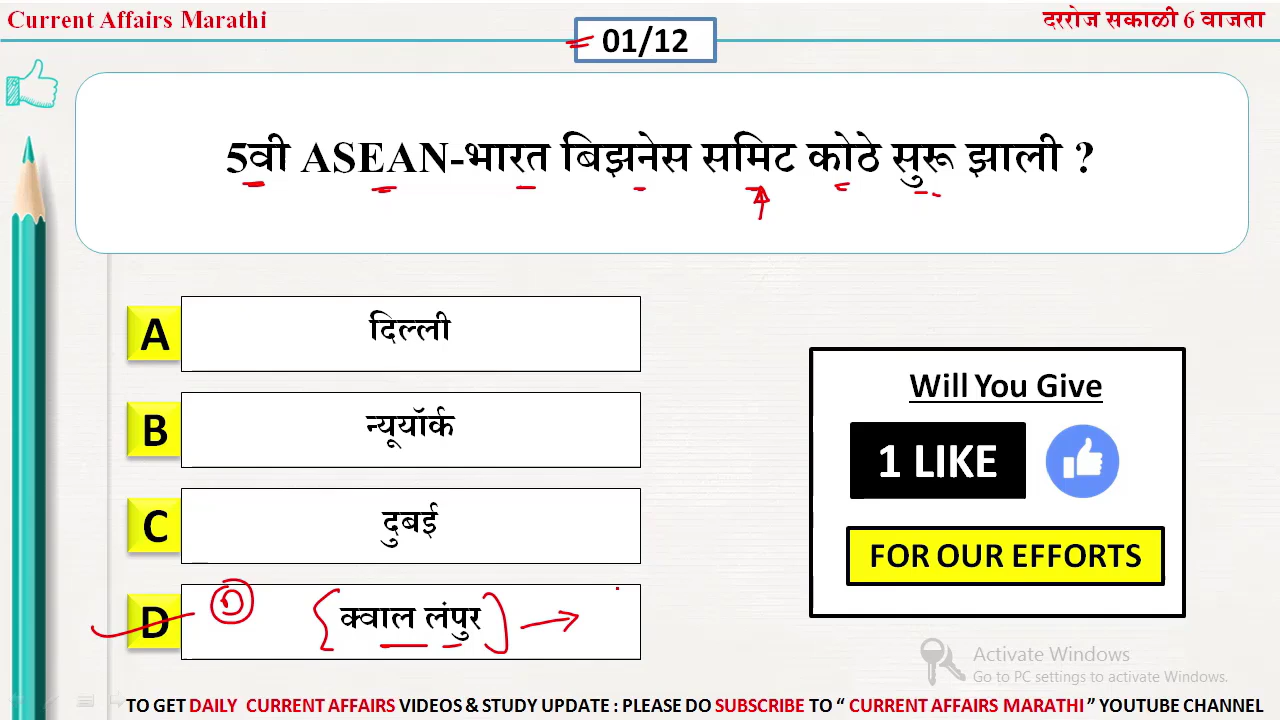 Current Affairs Marathi
दररोज सकाळी 6 वाजता
01/12
5वी ASEAN-भारत बिझनेस समिट कोठे सुरू झाली ?
A दिल्ली
B न्यूयॉर्क
C दुबई
D क्वाल लंपुर
Will You Give
1 LIKE
FOR OUR EFFORTS
Activate Windows
Go to PC settings to activate Windows.
TO GET DAILY CURRENT AFFAIRS VIDEOS & STUDY UPDATE : PLEASE DO SUBSCRIBE TO “ CURRENT AFFAIRS MARATHI ” YOUTUBE CHANNEL